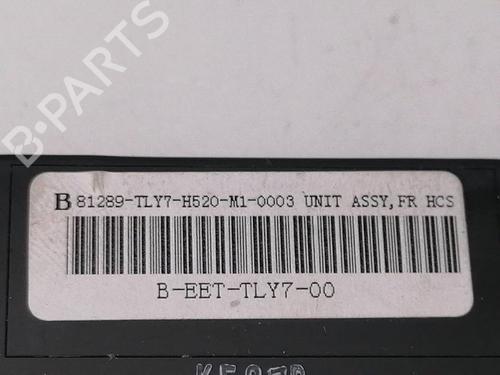 B·PARTS
B 81289-TLY7-H520-M1-0003 UNIT ASSY,FR HCS
B-EET-TLY7-00